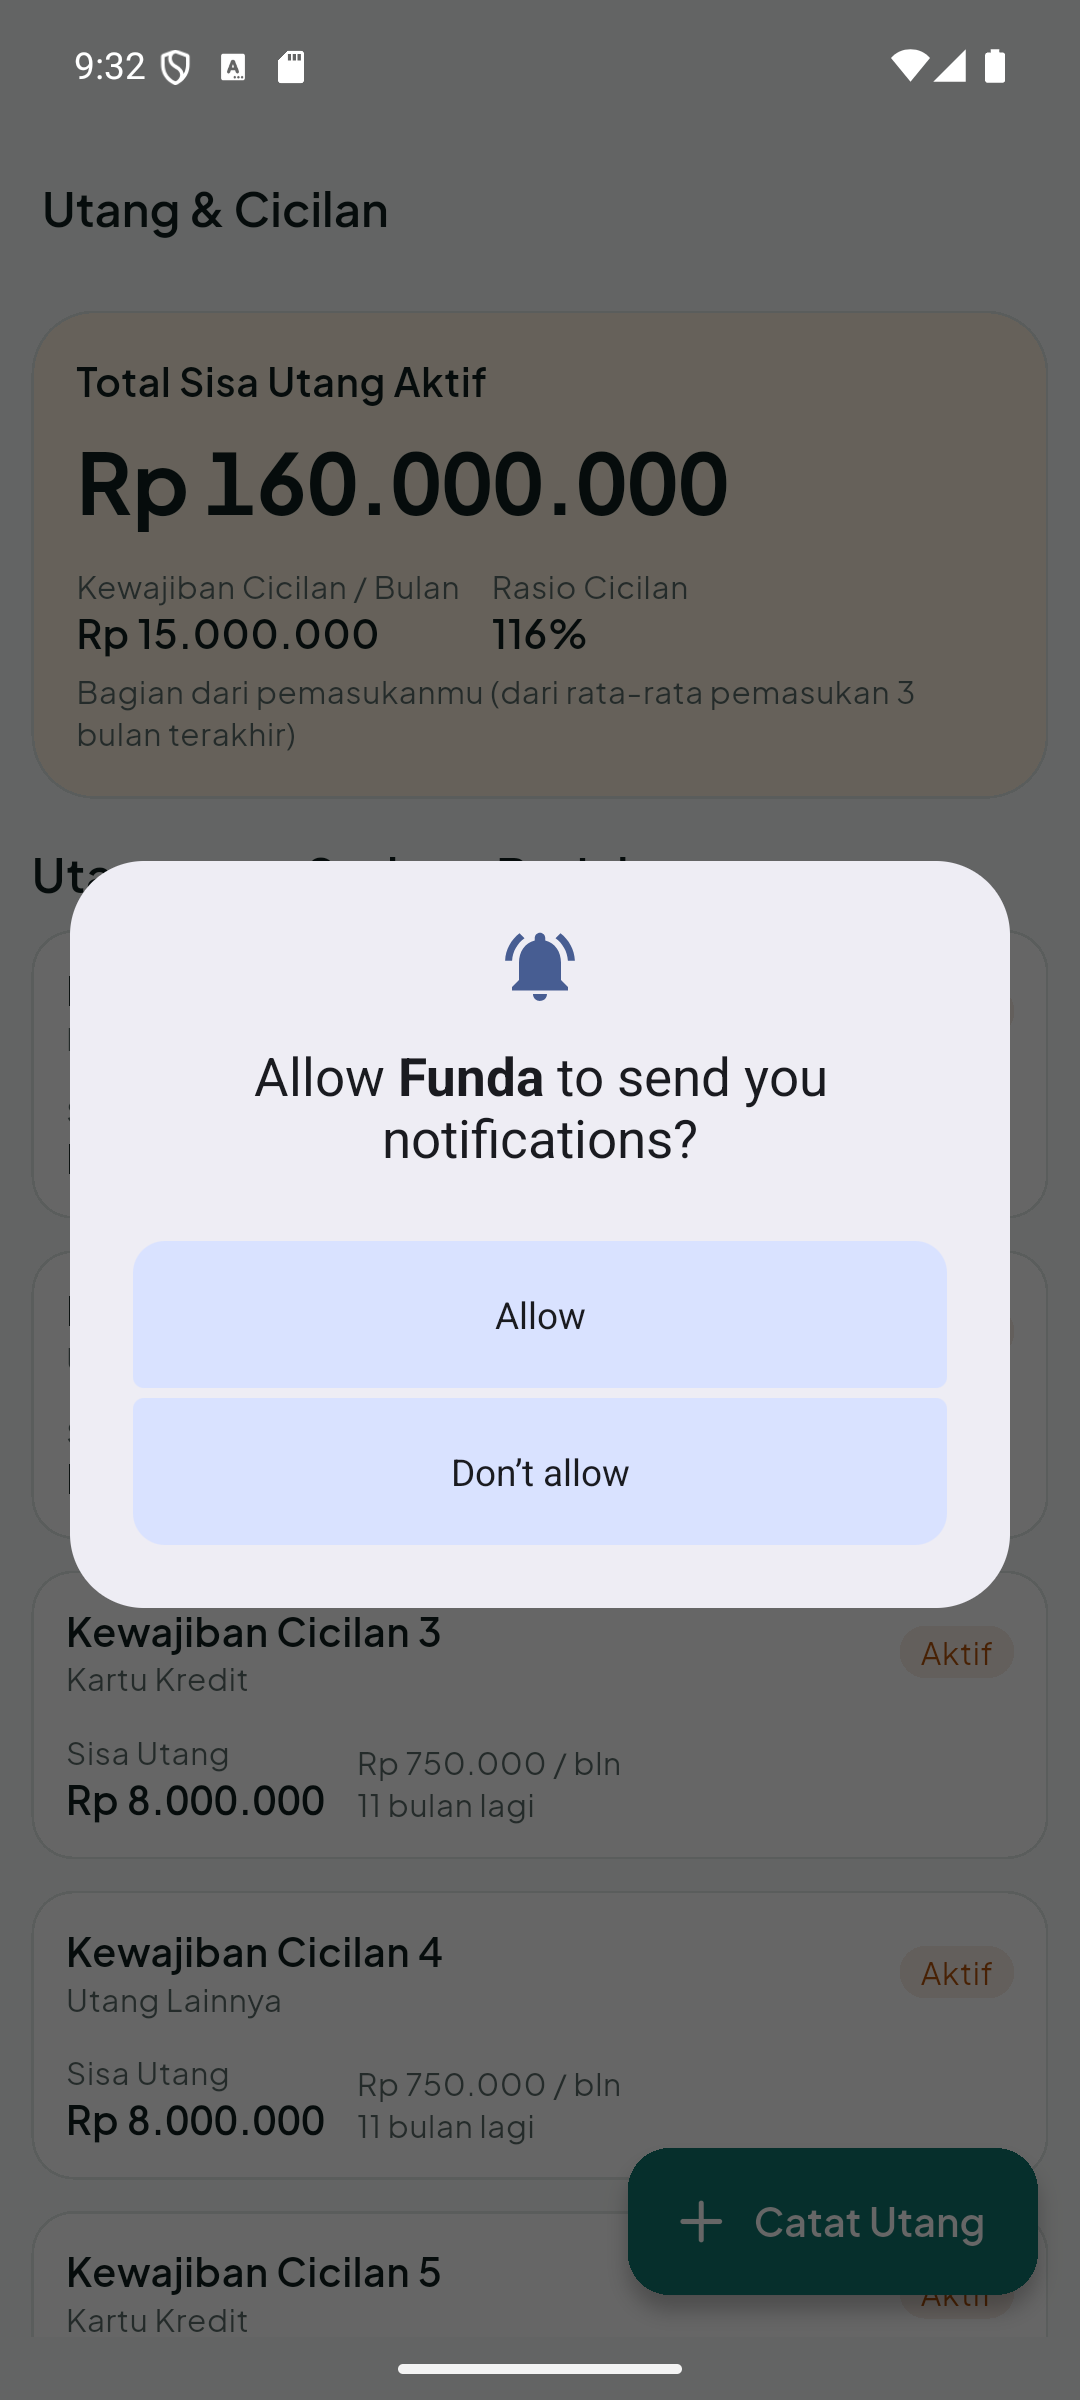 9:32
Utang & Cicilan
Total Sisa Utang Aktif
Rp 160.000.000
Kewajiban Cicilan / Bulan Rasio Cicilan
Rp 15.000.000 116%
Bagian dari pemasukanmu (dari rata-rata pemasukan 3
bulan terakhir)
Allow Funda to send you
notifications?
Allow
Don’t allow
Kewajiban Cicilan 3
Aktif
Kartu Kredit
Sisa Utang
Rp 750.000 / bln
Rp 8.000.000
11 bulan lagi
Kewajiban Cicilan 4
Aktif
Utang Lainnya
Sisa Utang
Rp 750.000 / bln
Rp 8.000.000
11 bulan lagi
Catat Utang
Kewajiban Cicilan 5
Aktif
Kartu Kredit